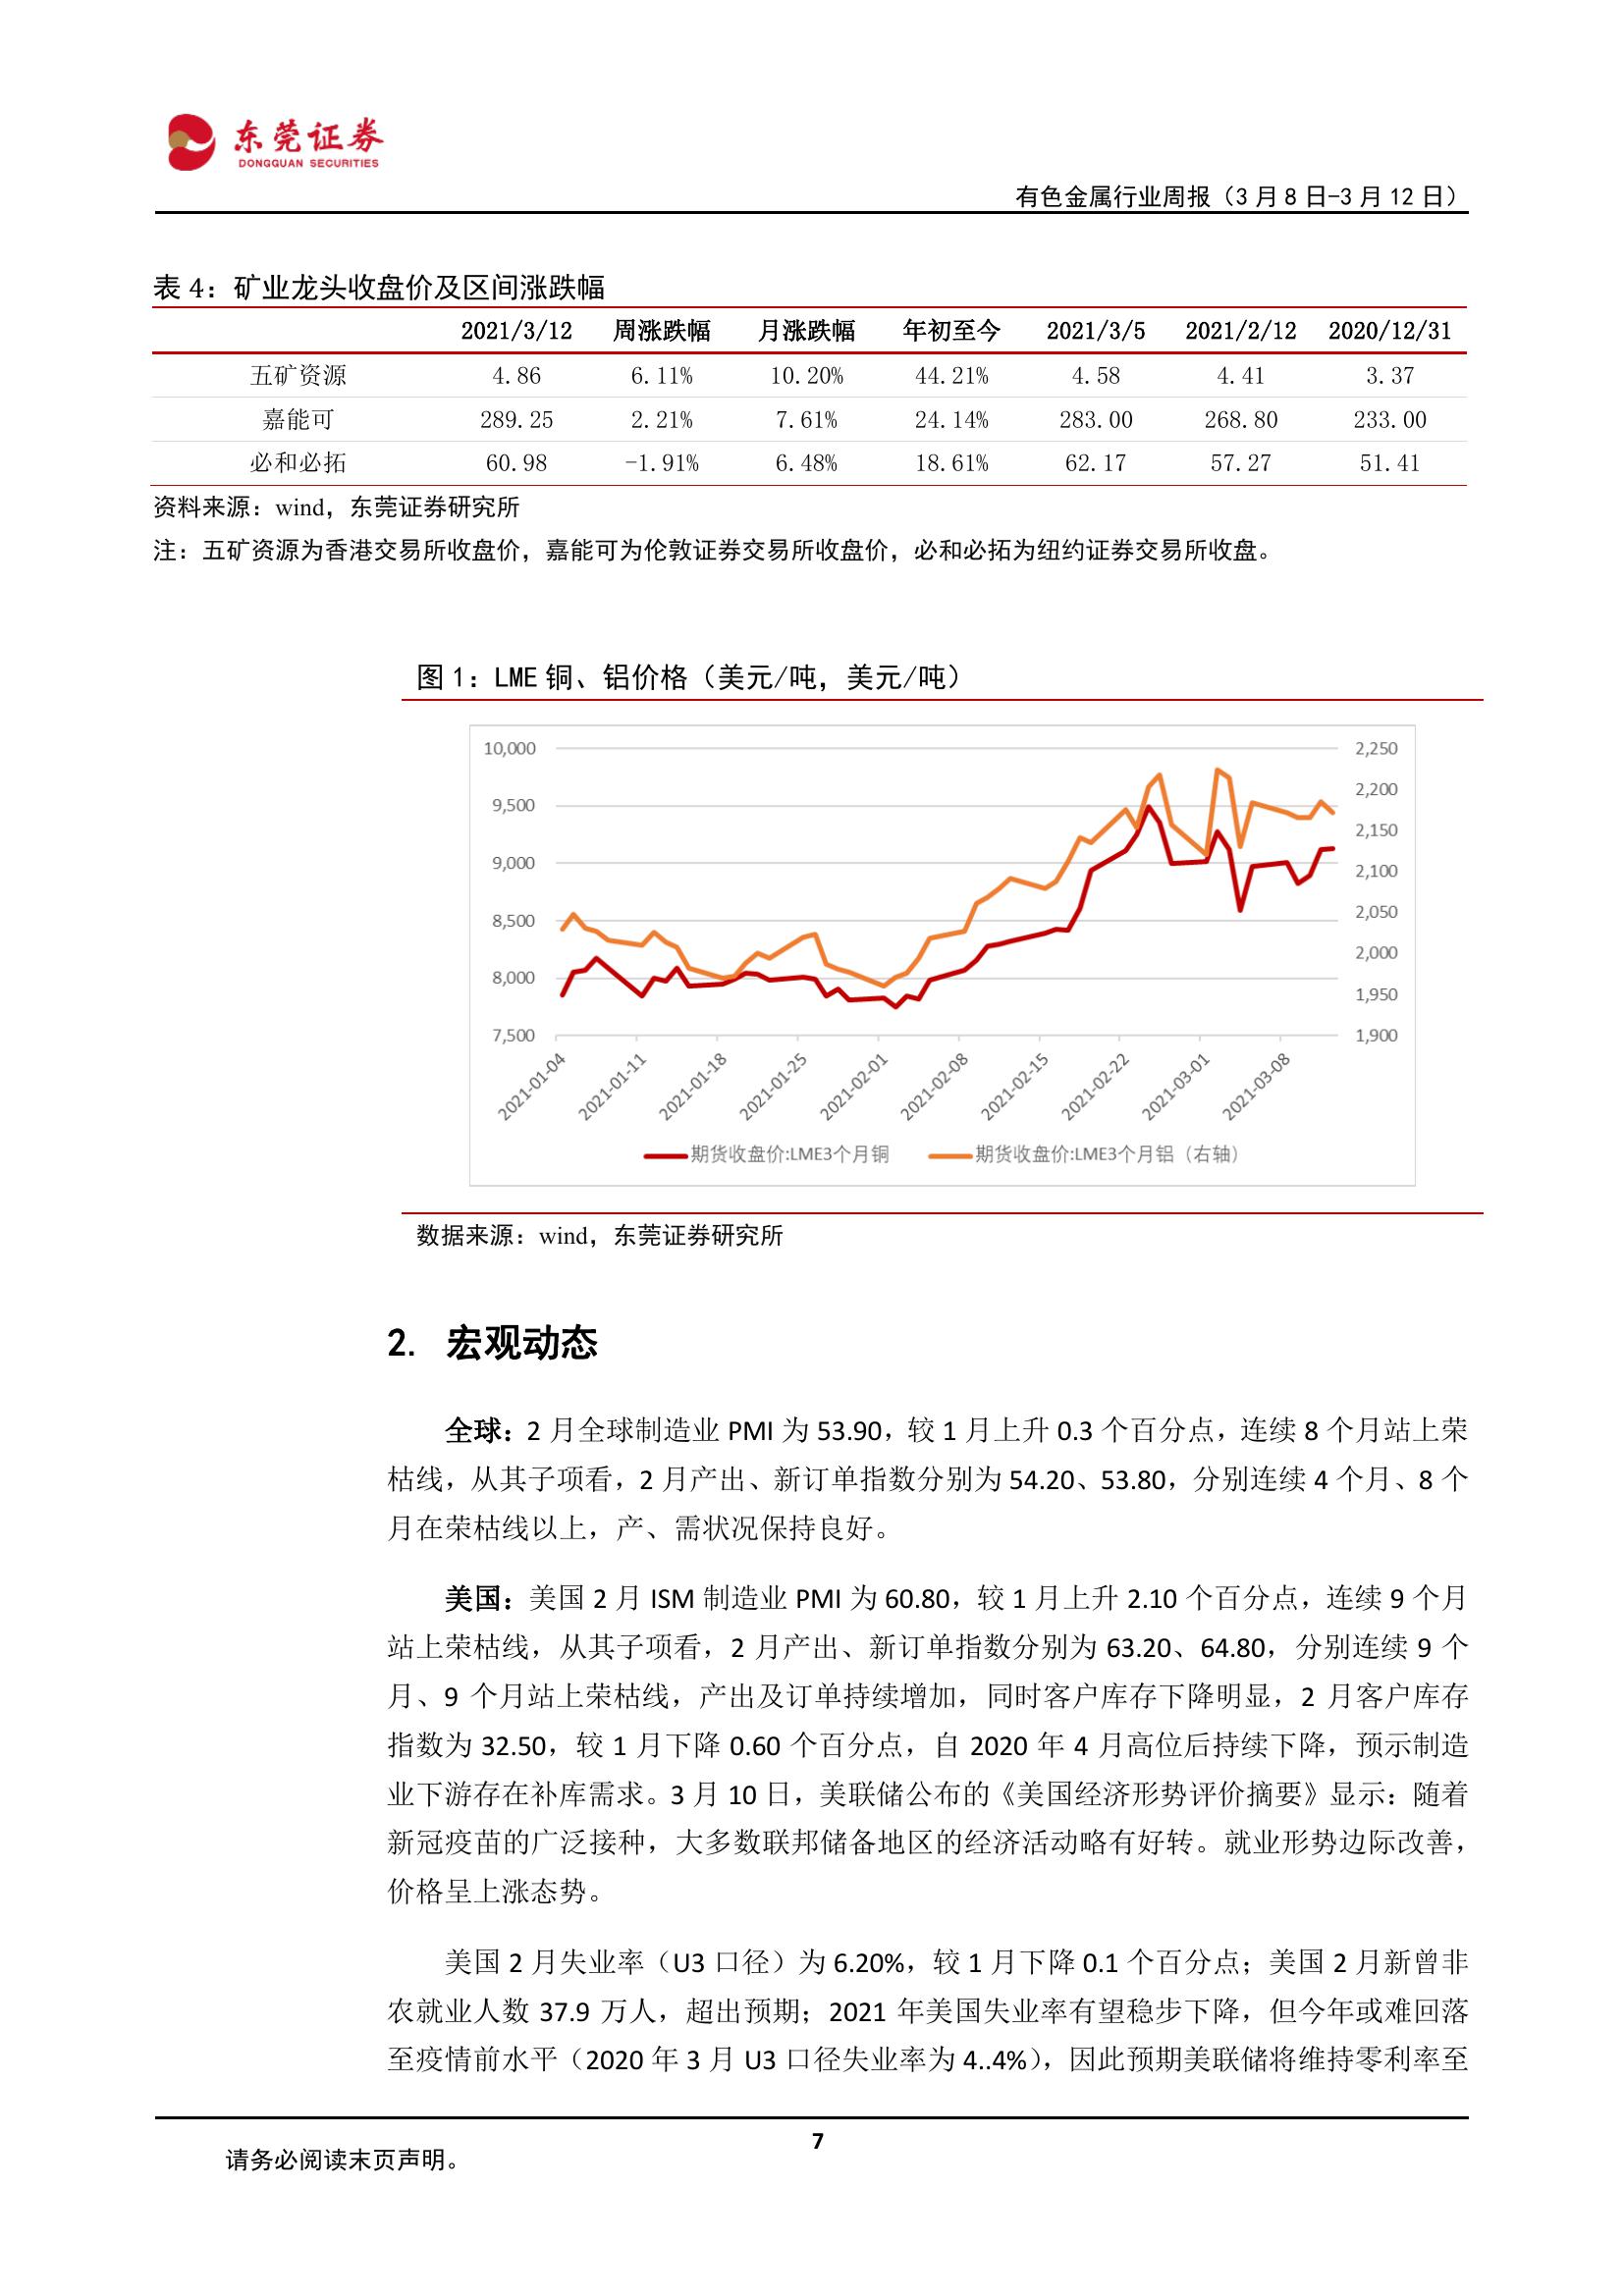 东莞证券
DONGGUAN SECURITIES
有色金属行业周报（3月8日-3月12日）
表 4：矿业龙头收盘价及区间涨跌幅
2021/3/12 周涨跌幅 月涨跌幅 年初至今 2021/3/5 2021/2/12 2020/12/31
五矿资源 4.86 6.11% 10.20% 44.21% 4.58 4.41 3.37
嘉能可 289.25 2.21% 7.61% 24.14% 283.00 268.80 233.00
必和必拓 60.98 -1.91% 6.48% 18.61% 62.17 57.27 51.41
资料来源：wind，东莞证券研究所
注：五矿资源为香港交易所收盘价，嘉能可为伦敦证券交易所收盘价，必和必拓为纽约证券交易所收盘。
图 1：LME 铜、铝价格（美元/吨，美元/吨）
10,000 2,250
2,200
9,500
2,150
9,000
2,100
8,500
2,050
2,000
8,000
1,950
7,500 1,900
2021-01-04 2021-01-11 2021-01-18 2021-01-25 2021-02-01 2021-02-08 2021-02-15 2021-02-22 2021-03-01 2021-03-08
期货收盘价:LME3个月铜 期货收盘价:LME3个月铝（右轴）
数据来源：wind，东莞证券研究所
2. 宏观动态
全球：2 月全球制造业 PMI 为 53.90，较 1 月上升 0.3 个百分点，连续 8 个月站上荣
枯线，从其子项看，2 月产出、新订单指数分别为 54.20、53.80，分别连续 4 个月、8 个
月在荣枯线以上，产、需状况保持良好。
美国：美国 2 月 ISM 制造业 PMI 为 60.80，较 1 月上升 2.10 个百分点，连续 9 个月
站上荣枯线，从其子项看，2 月产出、新订单指数分别为 63.20、64.80，分别连续 9 个
月、9 个月站上荣枯线，产出及订单持续增加，同时客户库存下降明显，2 月客户库存
指数为 32.50，较 1 月下降 0.60 个百分点，自 2020 年 4 月高位后持续下降，预示制造
业下游存在补库需求。3 月 10 日，美联储公布的《美国经济形势评价摘要》显示：随着
新冠疫苗的广泛接种，大多数联邦储备地区的经济活动略有好转。就业形势边际改善，
价格呈上涨态势。
美国 2 月失业率（U3 口径）为 6.20%，较 1 月下降 0.1 个百分点；美国 2 月新曾非
农就业人数 37.9 万人，超出预期；2021 年美国失业率有望稳步下降，但今年或难回落
至疫情前水平（2020 年 3 月 U3 口径失业率为 4..4%），因此预期美联储将维持零利率至
7
请务必阅读末页声明。